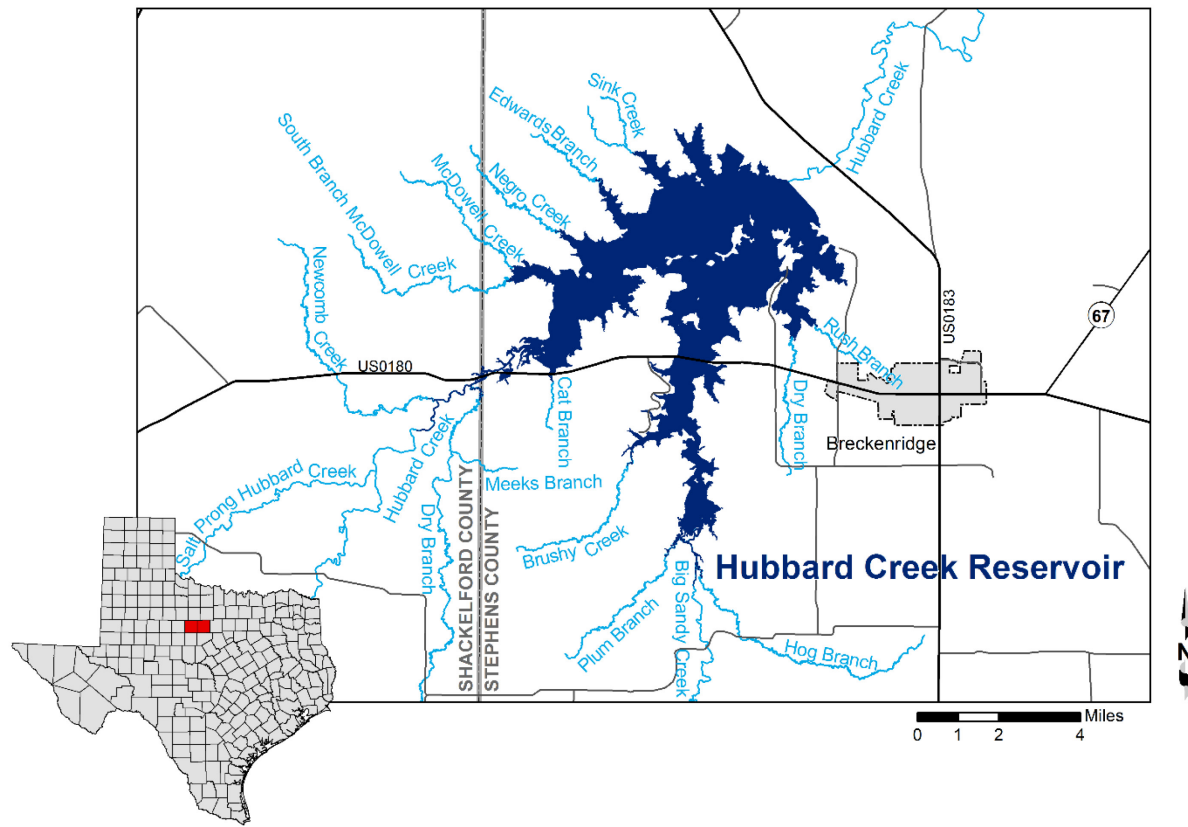 Sink Creek
Edwards Branch
Hubbard Creek
South Branch McDowell Creek
McDowell Creek
Negro Creek
Newcomb Creek
US0183
67
Rush Branch
US0180
Cat Branch
Dry Branch
Breckenridge
Hubbard Creek
Meeks Branch
Salt Prong Hubbard Creek
Dry Branch
SHACKELFORD COUNTY
STEPHENS COUNTY
Brushy Creek
Hubbard Creek Reservoir
Plum Branch
Big Sandy Creek
Hog Branch
N
Miles
0 1 2 4